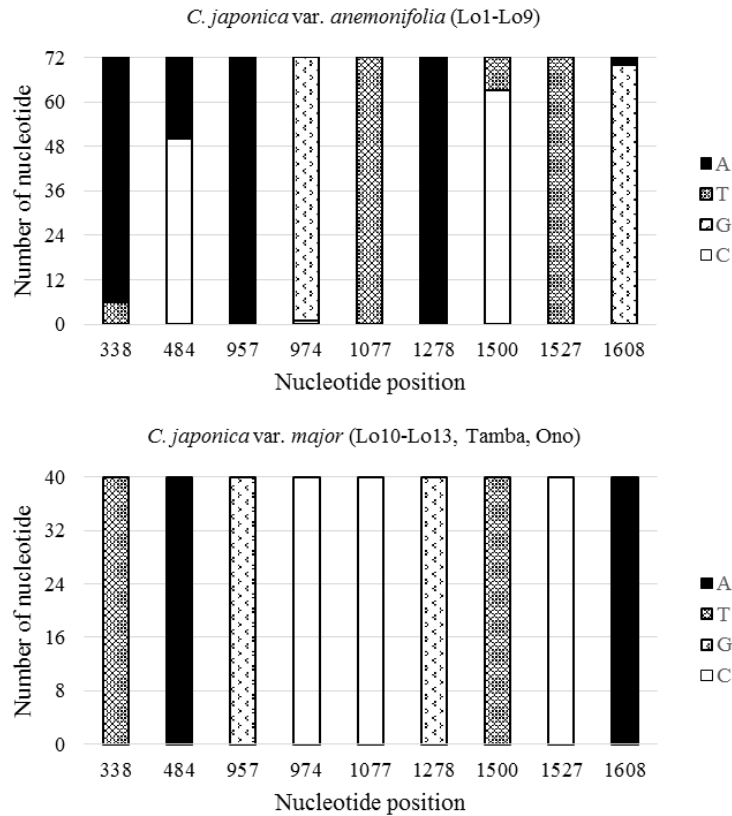 C. japonica var. anemonifolia (Lo1-Lo9)
Number of nucleotide
72
60
48
36
24
12
0
338 484 957 974 1077 1278 1500 1527 1608
Nucleotide position
A
T
G
C
C. japonica var. major (Lo10-Lo13, Tamba, Ono)
Number of nucleotide
40
32
24
16
8
0
338 484 957 974 1077 1278 1500 1527 1608
Nucleotide position
A
T
G
C